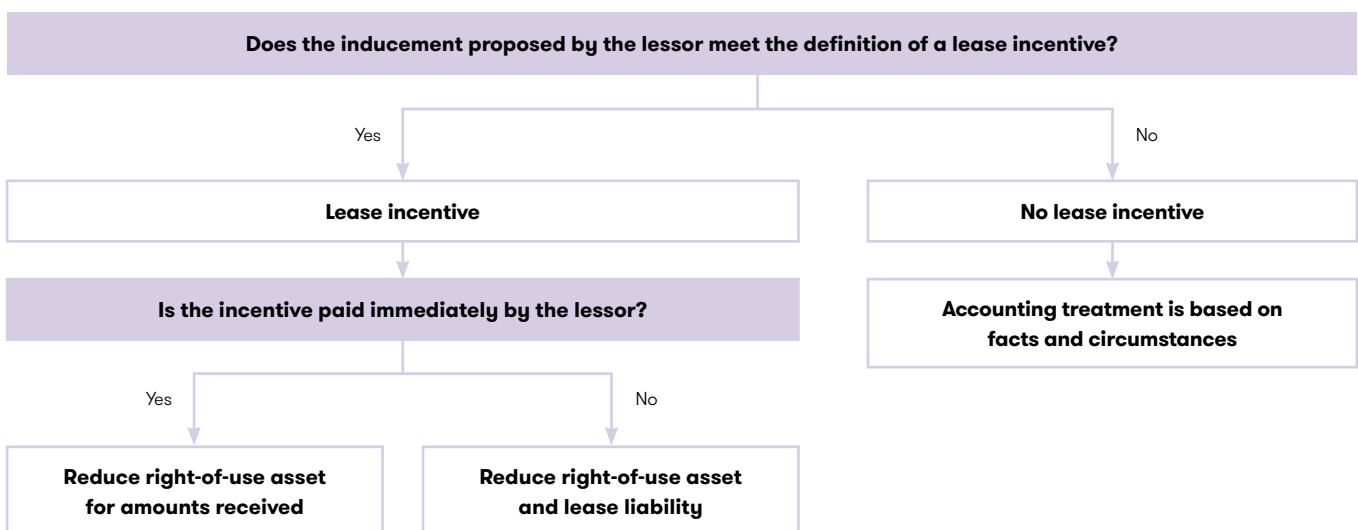 Does the inducement proposed by the lessor meet the definition of a lease incentive?
Yes
No
Lease incentive
No lease incentive
Is the incentive paid immediately by the lessor?
Accounting treatment is based on
facts and circumstances
Yes
No
Reduce right-of-use asset
for amounts received
Reduce right-of-use asset
and lease liability